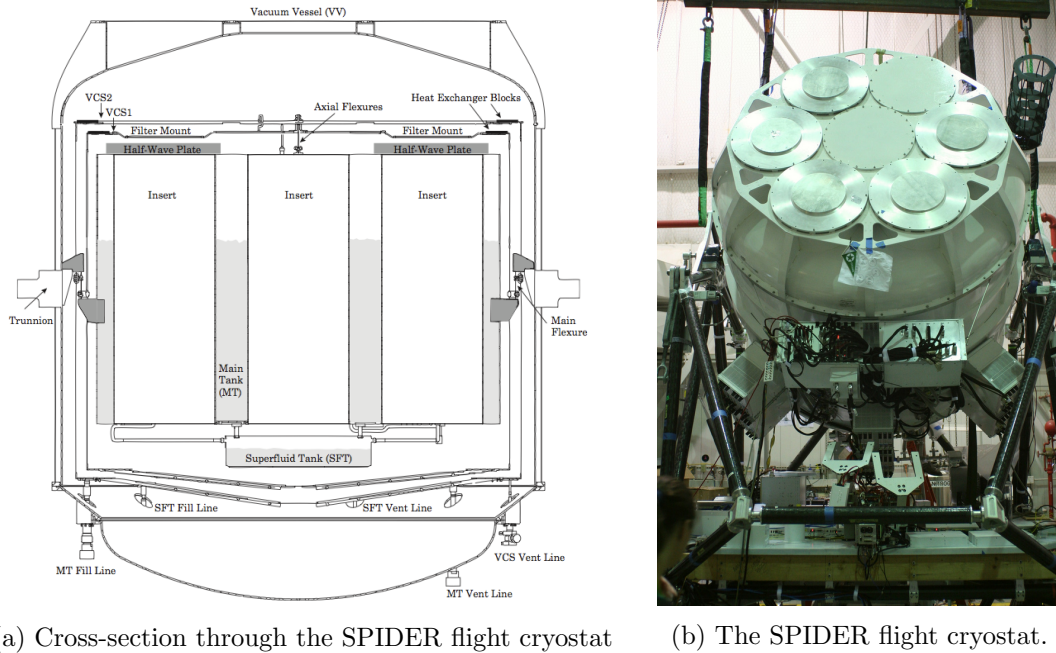 Vacuum Vessel (VV)
VCS2
VCS1
Axial Flexures
Heat Exchanger Blocks
Filter Mount
Filter Mount
Half-Wave Plate
Half-Wave Plate
Insert
Insert
Insert
Trunnion
Main
Flexure
Main
Tank
(MT)
Superfluid Tank (SFT)
SFT Fill Line
SFT Vent Line
VCS Vent Line
MT Fill Line
MT Vent Line
a) Cross-section through the SPIDER flight cryostat
(b) The SPIDER flight cryostat.